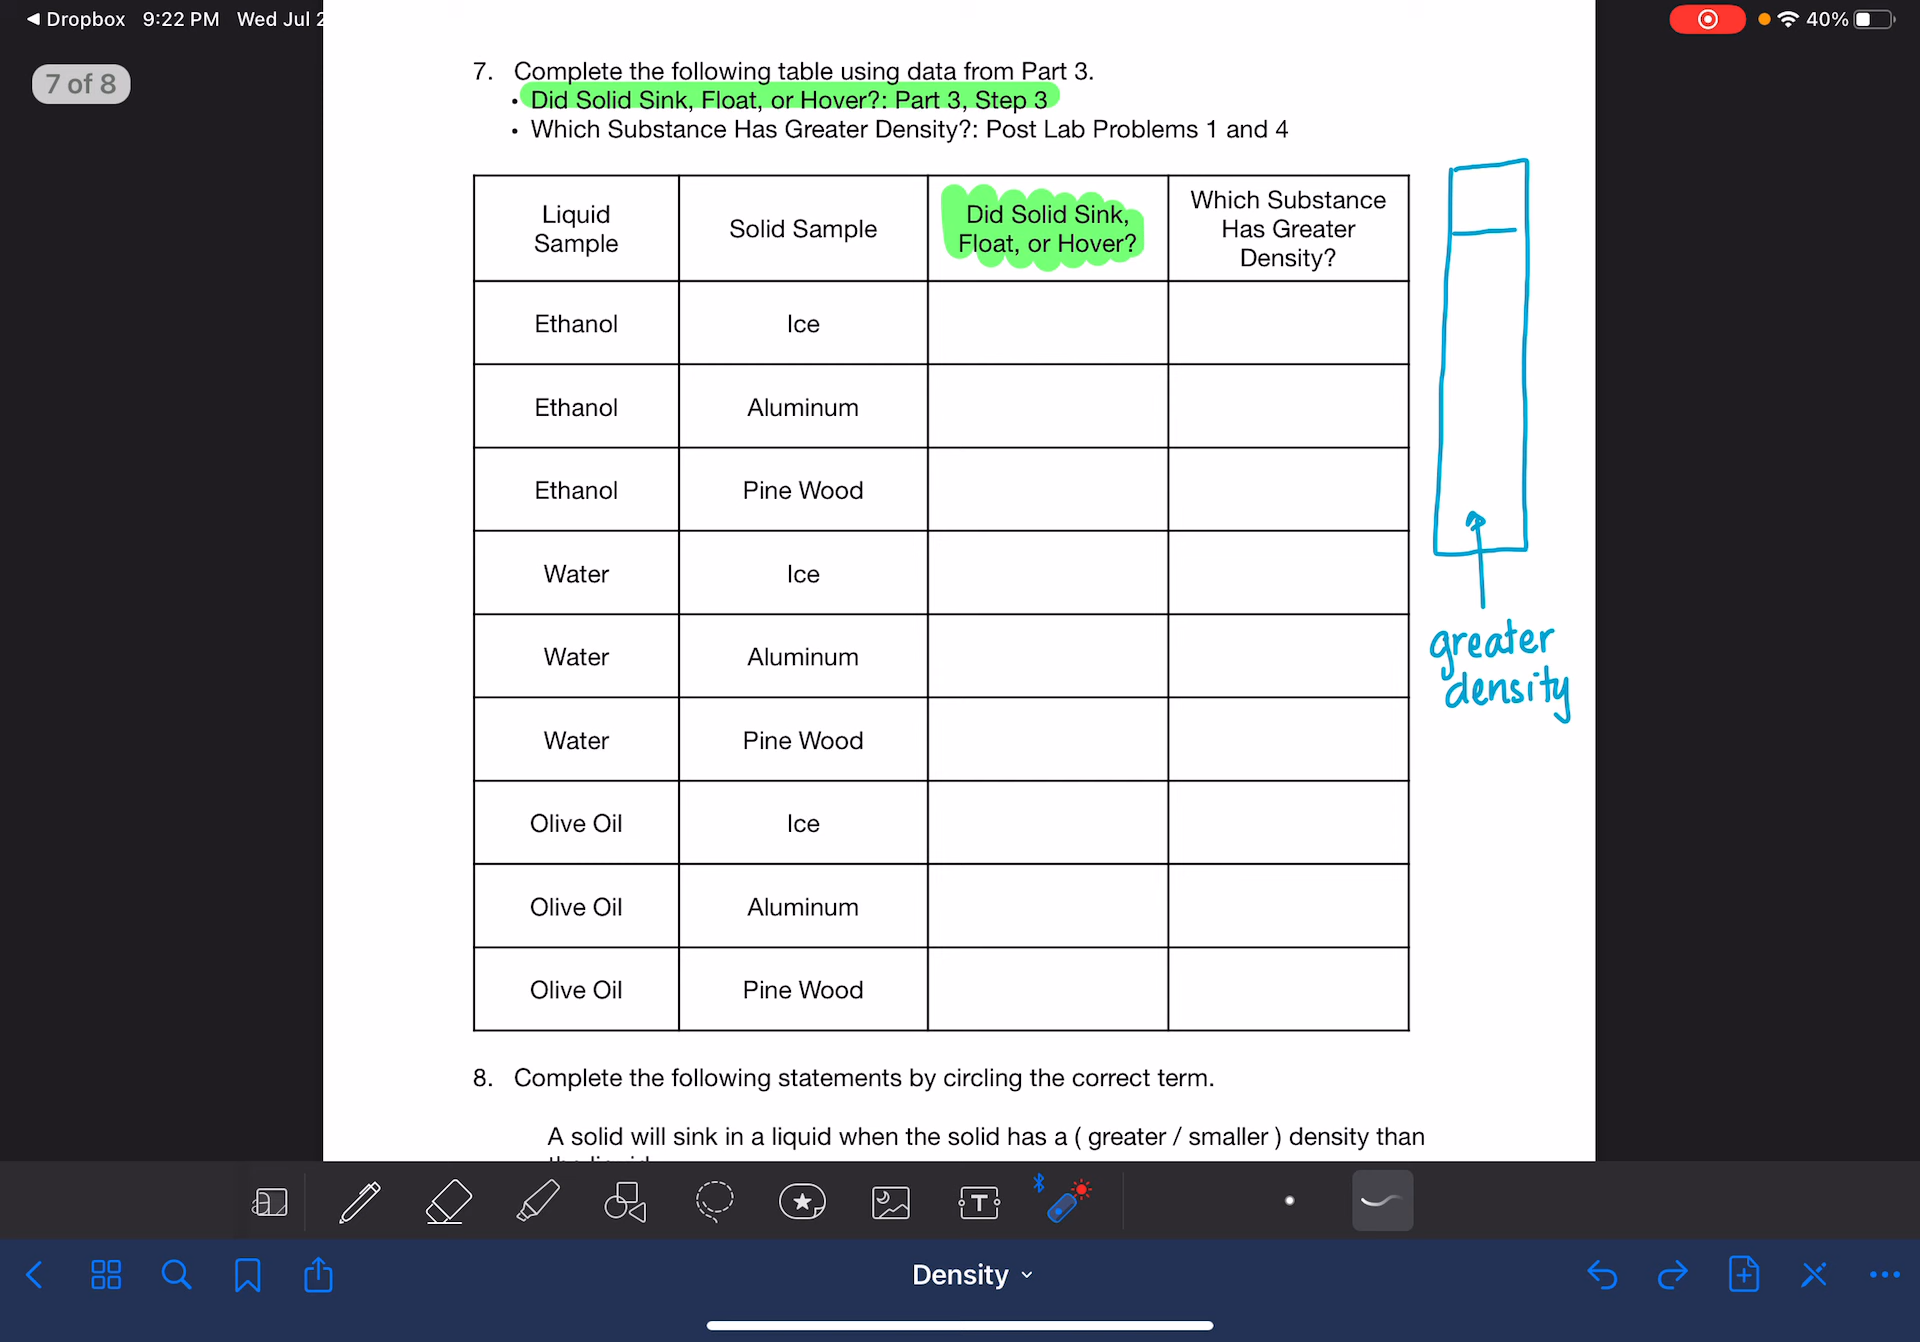 Dropbox 9:22 PM Wed Jul
40%
7 of 8
7. Complete the following table using data from Part 3.
• Did Solid Sink, Float, or Hover?: Part 3, Step 3
• Which Substance Has Greater Density?: Post Lab Problems 1 and 4
Liquid Sample
Solid Sample
Did Solid Sink, Float, or Hover?
Which Substance Has Greater Density?
Ethanol Ice
Ethanol Aluminum
Ethanol Pine Wood
Water Ice
Water Aluminum
Water Pine Wood
Olive Oil Ice
Olive Oil Aluminum
Olive Oil Pine Wood
greater
density
8. Complete the following statements by circling the correct term.
A solid will sink in a liquid when the solid has a ( greater / smaller ) density than
Density